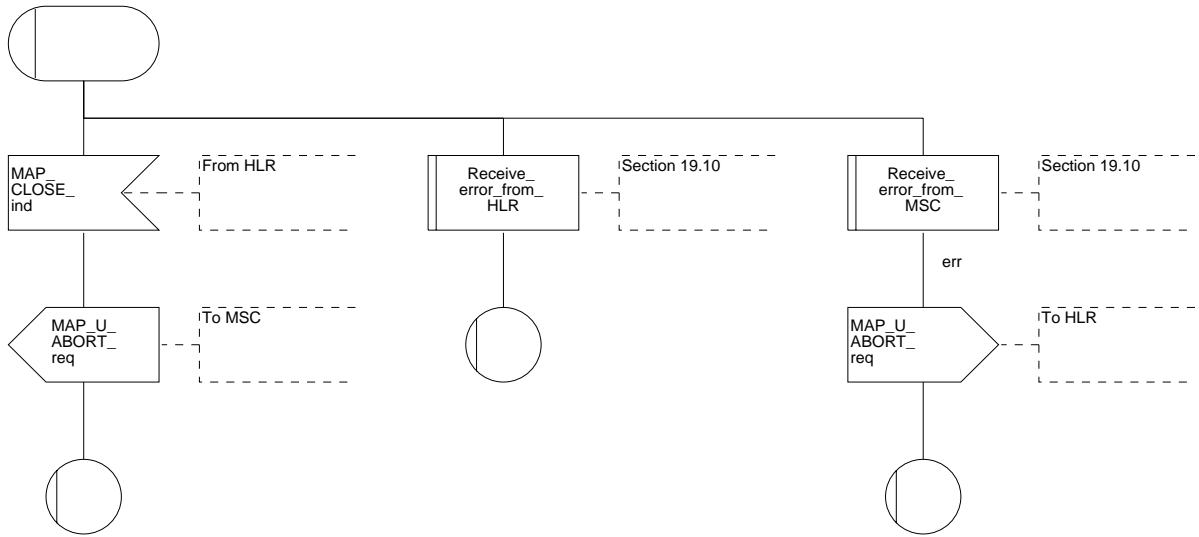 MAP_
CLOSE_
ind
From HLR
Receive_
error_from_
HLR
Section 19.10
Receive_
error_from_
MSC
Section 19.10
err
MAP_U_
ABORT_
req
To MSC
MAP_U_
ABORT_
req
To HLR